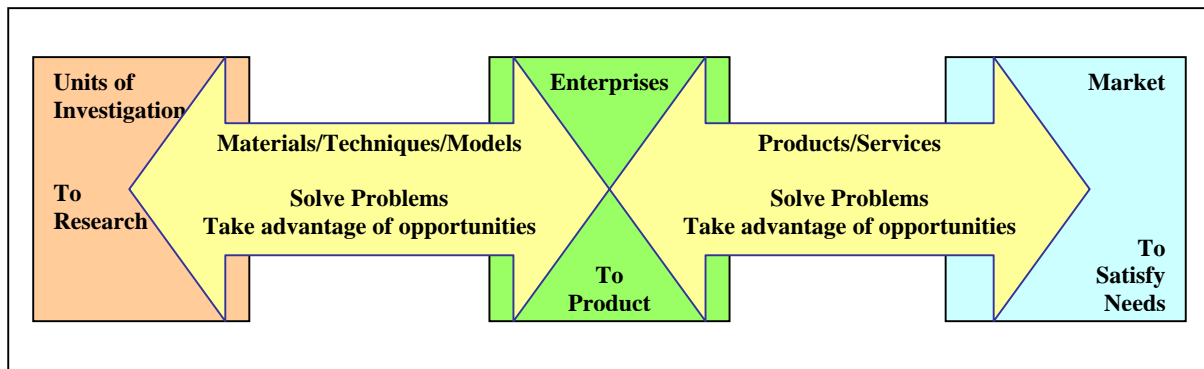 Units of
Investigation
To
Research
Materials/Techniques/Models
Solve Problems
Take advantage of opportunities
Enterprises
To
Product
Products/Services
Solve Problems
Take advantage of opportunities
Market
To
Satisfy
Needs